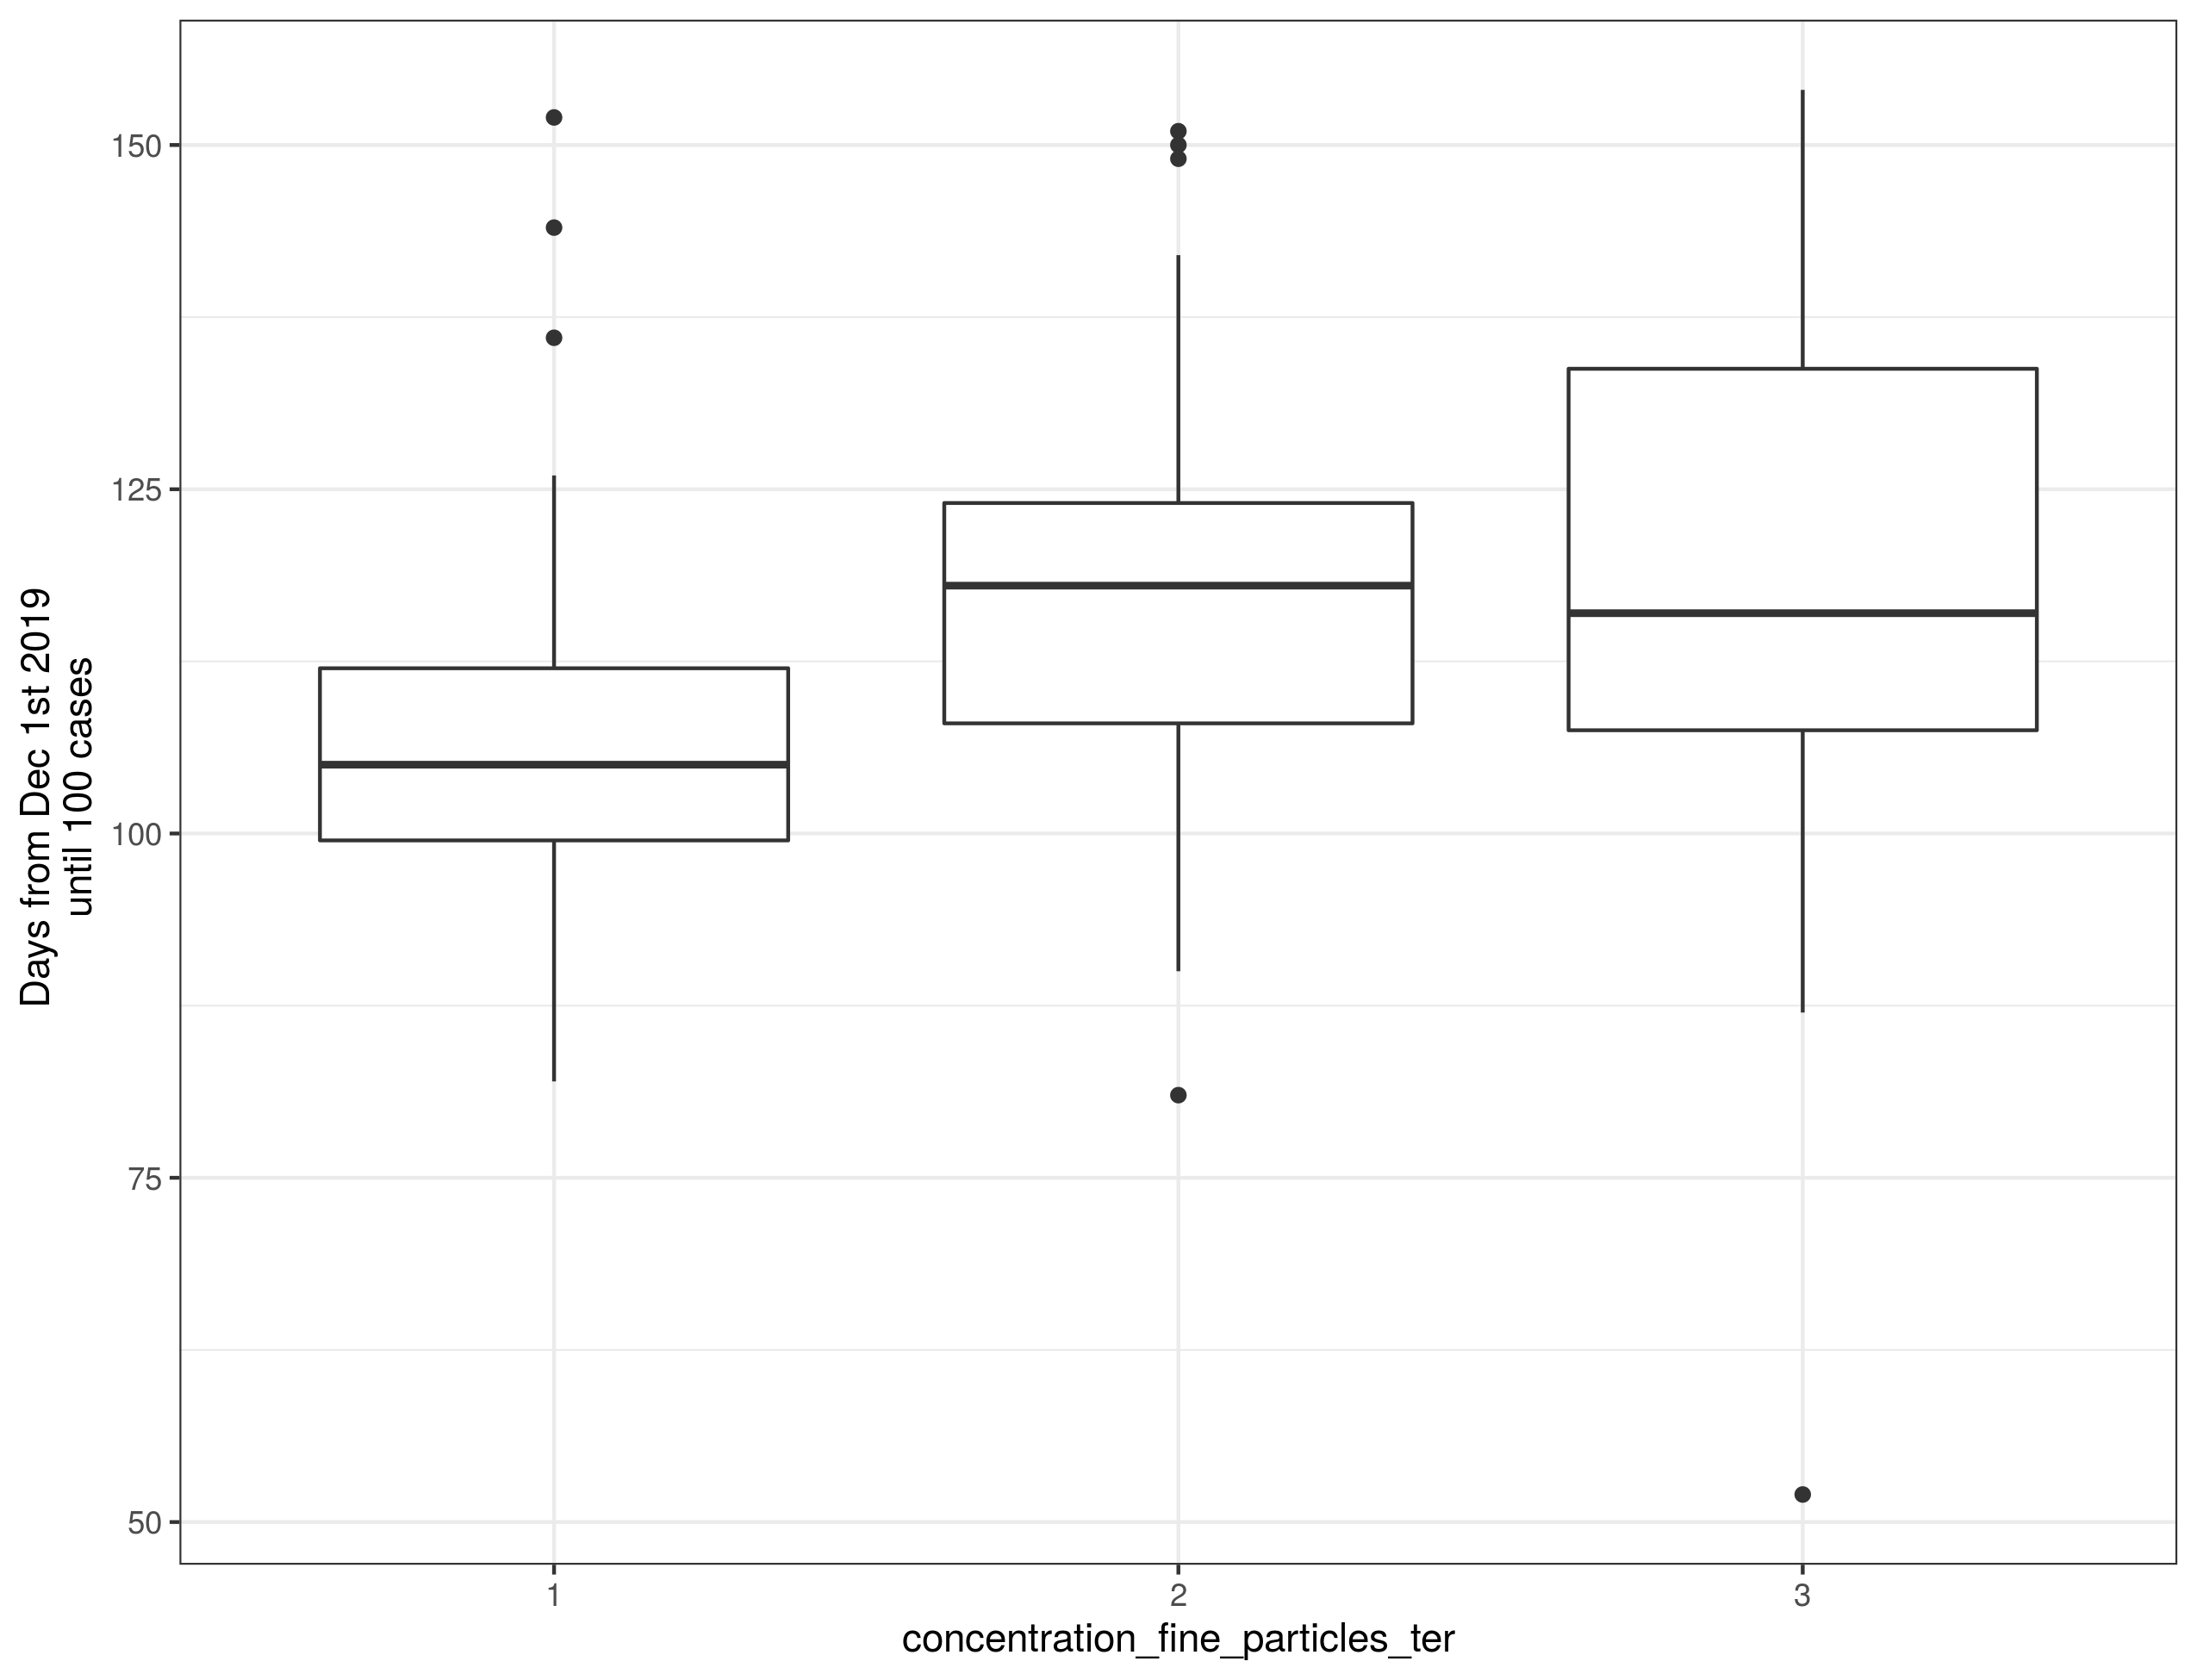 Days from Dec 1st 2019
until 100 cases
150
125
100
75
50
1
2
3
concentration_fine_particles_ter